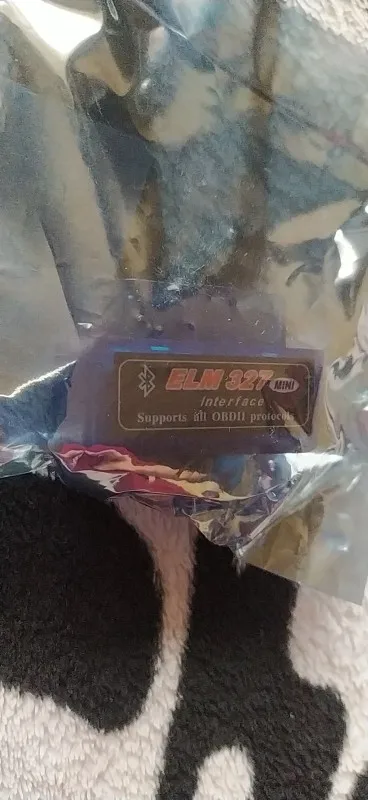 ELM 327 MINI
Interface
Supports all OBDII protocols